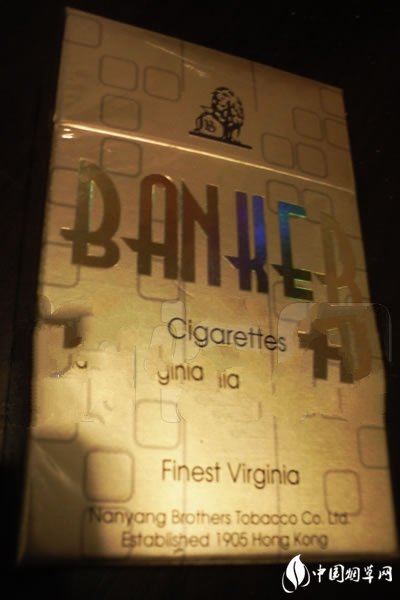 BANKER
Cigarettes
Finest Virginia
Nanyang Brothers Tobacco Co. Ltd.
Established 1905 Hong Kong
中国烟草网